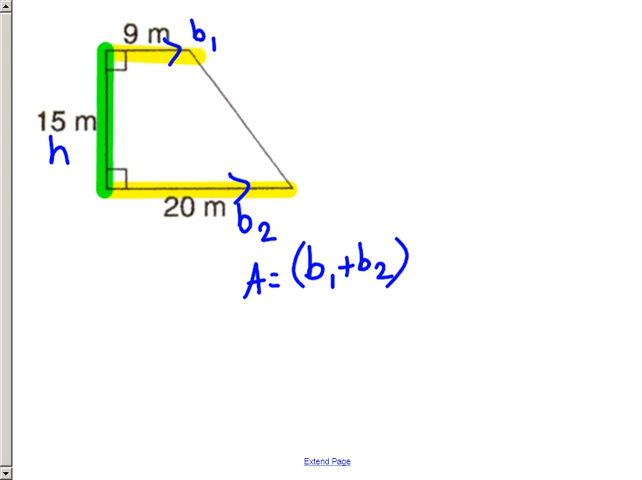 9 m b₁
15 m
h
20 m
b₂
A = (b₁ + b₂)
Extend Page